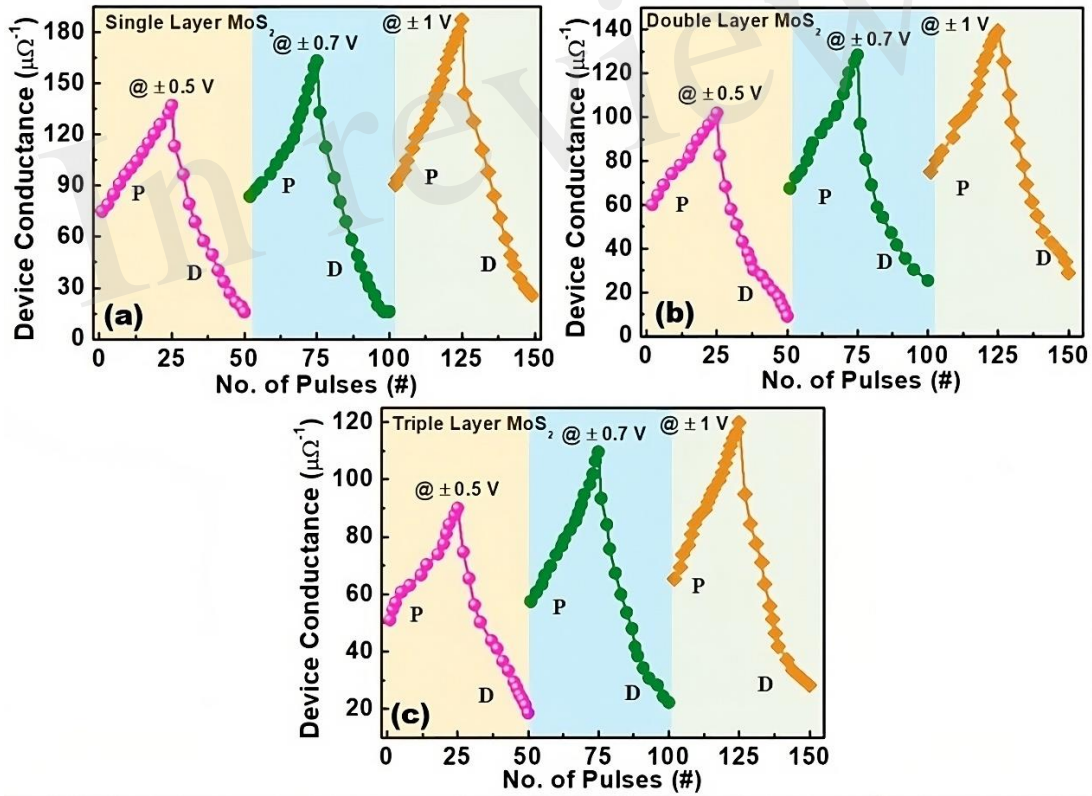 In review
Single Layer MoS₂
@ ± 0.5 V
@ ± 0.7 V
@ ± 1 V
P
D
P
D
P
D
(a)
Device Conductance (μΩ⁻¹)
180
150
120
90
60
30
0
0 25 50 75 100 125 150
No. of Pulses (#)
Double Layer MoS₂
@ ± 0.5 V
@ ± 0.7 V
@ ± 1 V
P
D
P
D
P
D
(b)
Device Conductance (μΩ⁻¹)
140
120
100
80
60
40
20
0
0 25 50 75 100 125 150
No. of Pulses (#)
Triple Layer MoS₂
@ ± 0.5 V
@ ± 0.7 V
@ ± 1 V
P
D
P
D
P
D
(c)
Device Conductance (μΩ⁻¹)
120
100
80
60
40
20
0 25 50 75 100 125 150
No. of Pulses (#)